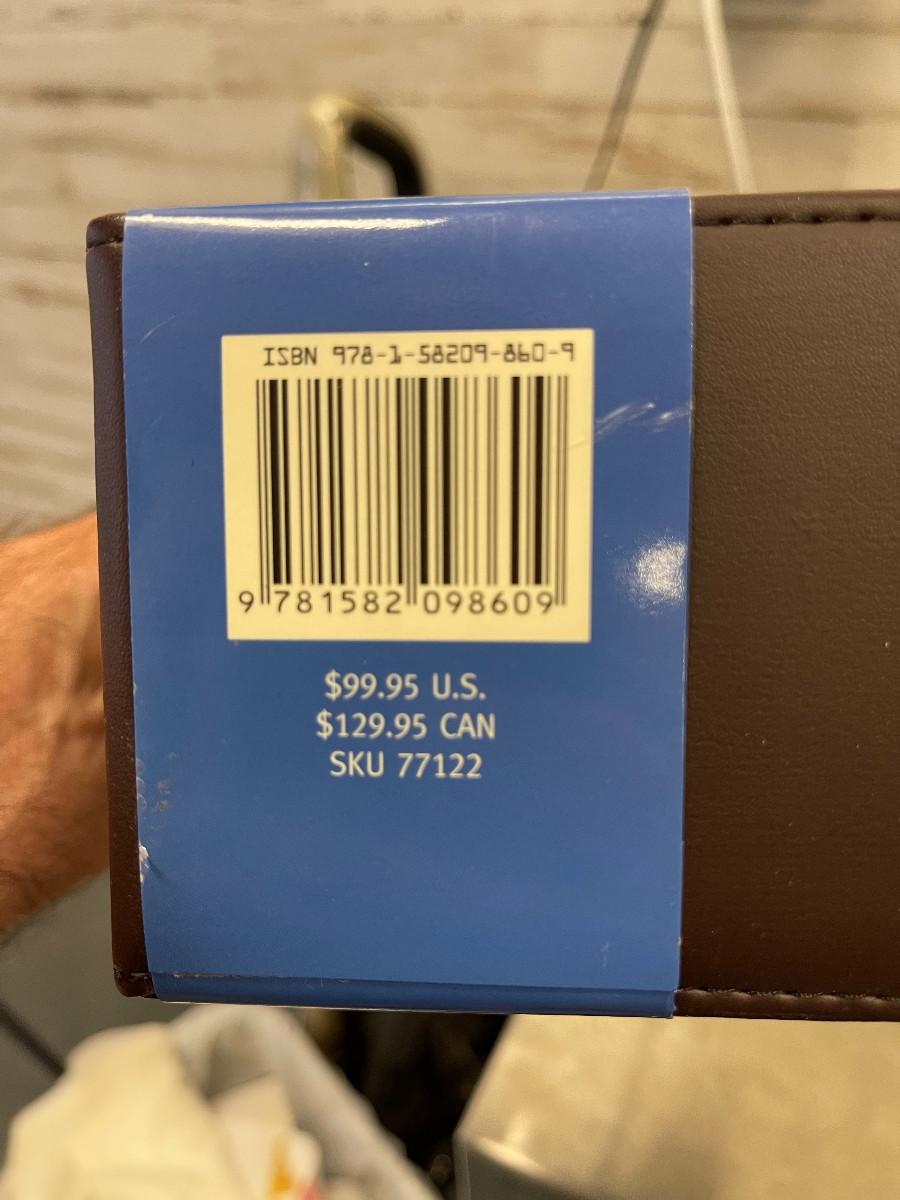 ISBN 978-1-58209-860-9
9 781582 098609
$99.95 U.S.
$129.95 CAN
SKU 77122